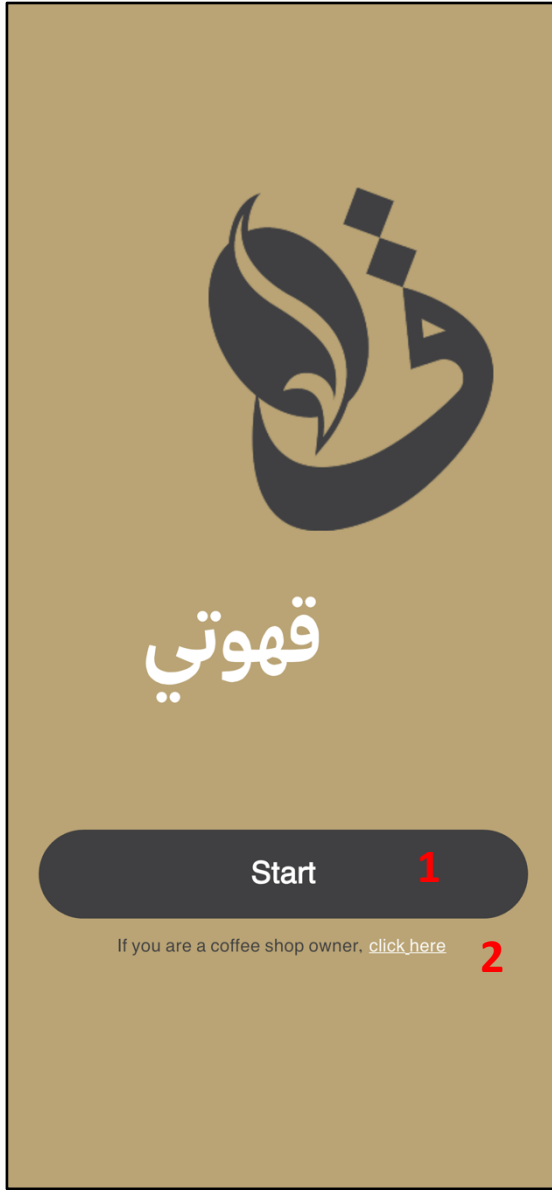 قهوتي
Start 1
If you are a coffee shop owner, click here 2